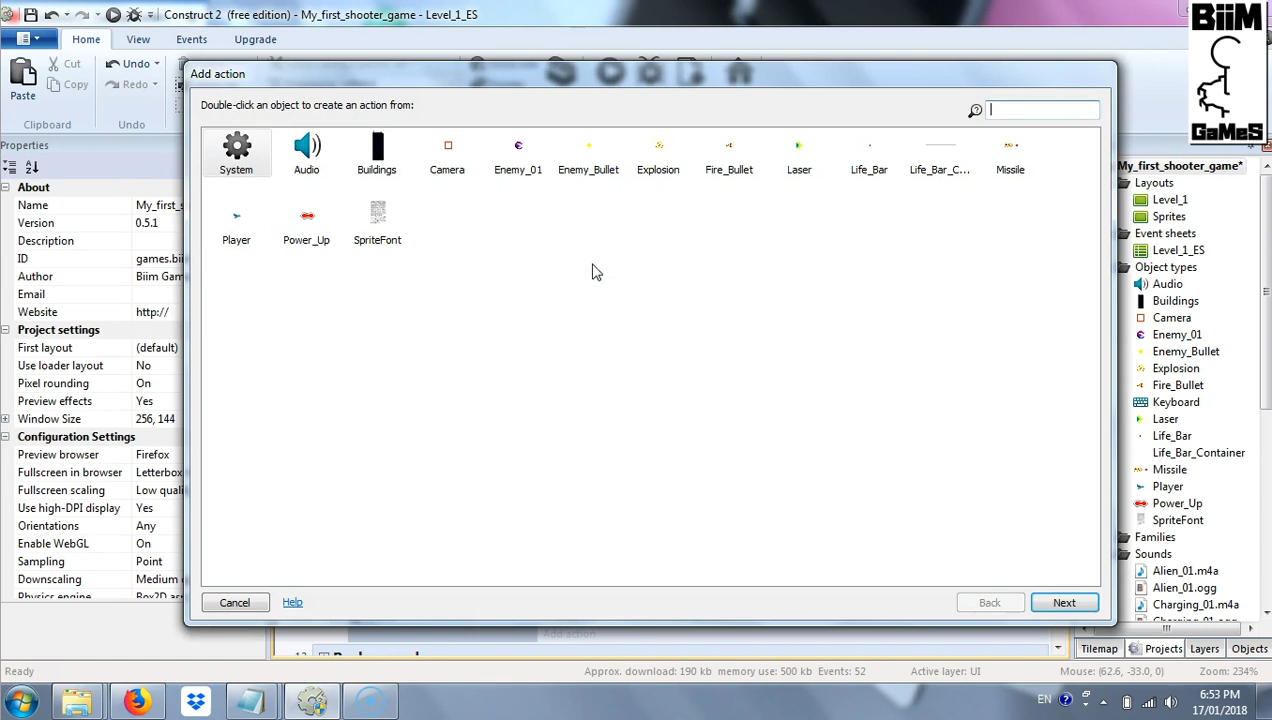 Construct 2 (free edition) - My_first_shooter_game - Level_1_ES
BiiM
GaMeS
Home
View
Events
Upgrade
Paste
Cut
Copy
Undo
Redo
Clipboard
Undo
Properties
About
Name My_first_s
Version 0.5.1
Description
ID games.bii
Author Biim Gam
Email
Website http://
Project settings
First layout (default)
Use loader layout No
Pixel rounding On
Preview effects Yes
Window Size 256, 144
Configuration Settings
Preview browser Firefox
Fullscreen in browser Letterbox
Fullscreen scaling Low quali
Use high-DPI display Yes
Orientations Any
Enable WebGL On
Sampling Point
Downscaling Medium
Physics engine Box2D as
Add action
Double-click an object to create an action from:
System
Audio
Buildings
Camera
Enemy_01
Enemy_Bullet
Explosion
Fire_Bullet
Laser
Life_Bar
Life_Bar_C...
Missile
Player
Power_Up
SpriteFont
Cancel
Help
Back
Next
Add action
My_first_shooter_game*
Layouts
Level_1
Sprites
Event sheets
Level_1_ES
Object types
Audio
Buildings
Camera
Enemy_01
Enemy_Bullet
Explosion
Fire_Bullet
Keyboard
Laser
Life_Bar
Life_Bar_Container
Missile
Player
Power_Up
SpriteFont
Families
Sounds
Alien_01.m4a
Alien_01.ogg
Charging_01.m4a
Tilemap
Projects
Layers
Objects
Ready
Approx. download: 190 kb
memory use: 500 kb
Events: 52
Active layer: UI
Mouse: (62.6, -33.0, 0)
Zoom: 234%
EN
6:53 PM
17/01/2018